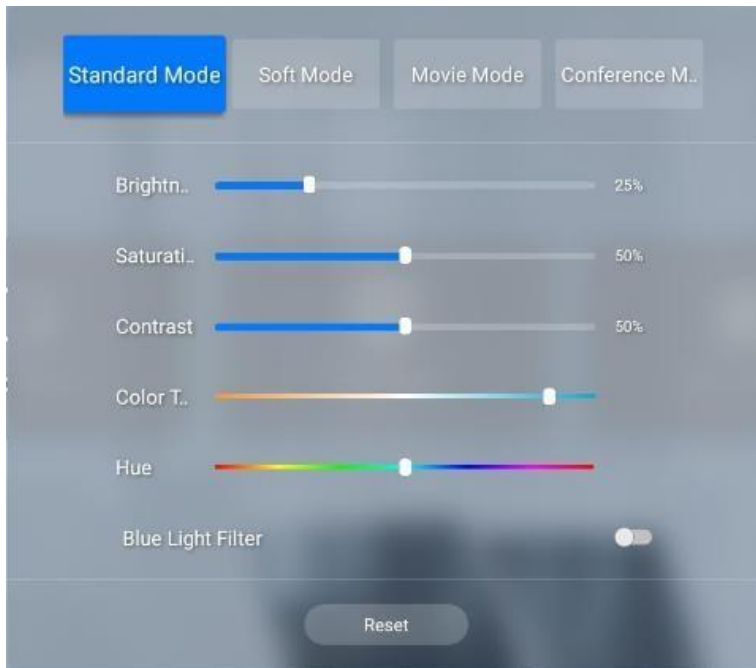 Standard Mode Soft Mode Movie Mode Conference M..
Brightn.. 25%
Saturati.. 50%
Contrast 50%
Color T..
Hue
Blue Light Filter
Reset